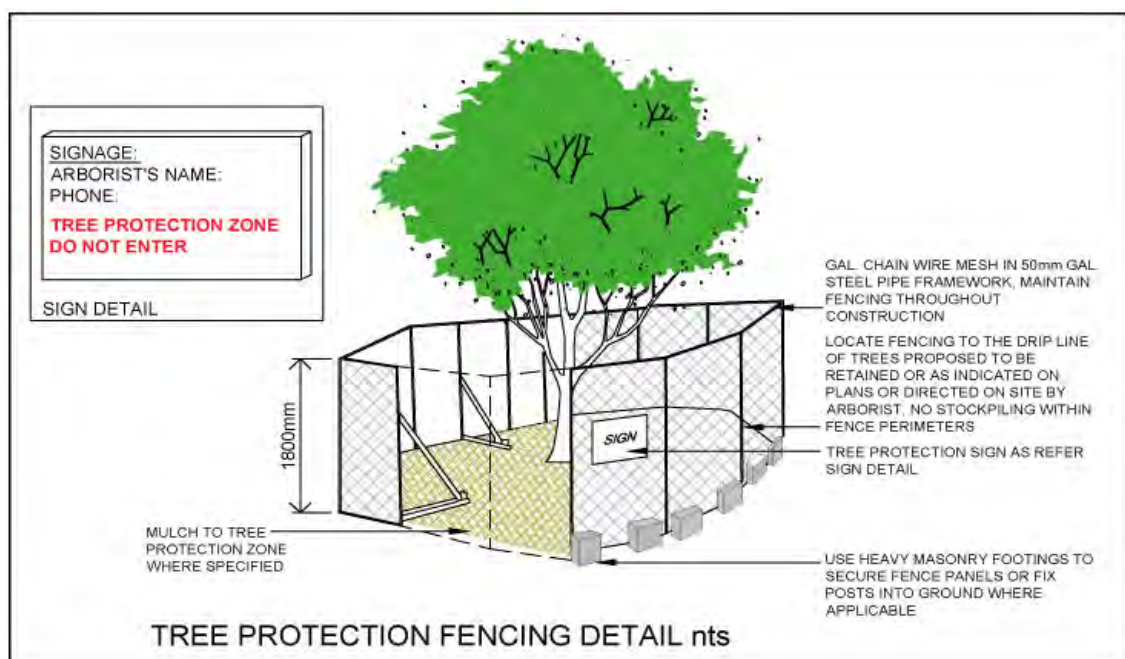 SIGNAGE:
ARBORIST'S NAME:
PHONE:
TREE PROTECTION ZONE
DO NOT ENTER
SIGN DETAIL
GAL. CHAIN WIRE MESH IN 50mm GAL.
STEEL PIPE FRAMEWORK, MAINTAIN
FENCING THROUGHOUT
CONSTRUCTION
LOCATE FENCING TO THE DRIP LINE
OF TREES PROPOSED TO BE
RETAINED OR AS INDICATED ON
PLANS OR DIRECTED ON SITE BY
ARBORIST, NO STOCKPILING WITHIN
FENCE PERIMETERS
1800mm
SIGN
TREE PROTECTION SIGN AS REFER
SIGN DETAIL
MULCH TO TREE
PROTECTION ZONE
WHERE SPECIFIED
USE HEAVY MASONRY FOOTINGS TO
SECURE FENCE PANELS OR FIX
POSTS INTO GROUND WHERE
APPLICABLE
TREE PROTECTION FENCING DETAIL nts